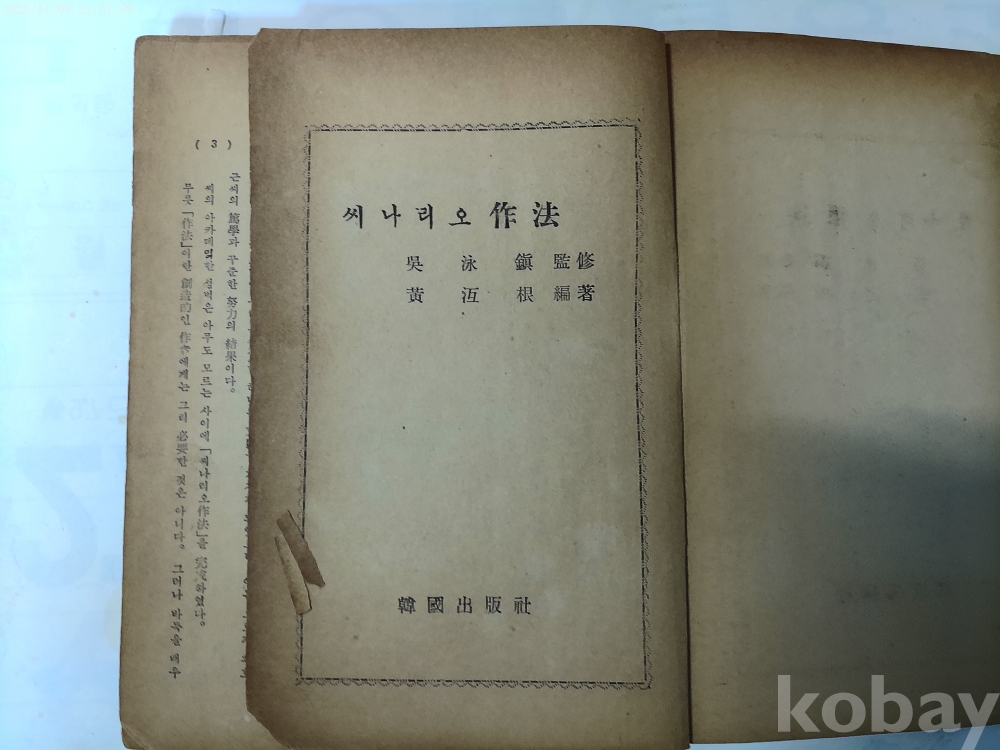 씨나리오作法
吳泳鎭監修
黃沍根編著
韓國出版社
( 3 )
근씨의 篤學과 꾸준한 努力의 結果이다.
씨의 아카데밐한 성벽은 아무도 모르는 사이에 「씨나리오作法」을 完成하였다.
무릇 「作法」이란 創造的인 作家에게는 그리 必要한 것은 아니다. 그러나 바둑을 배우
kobay